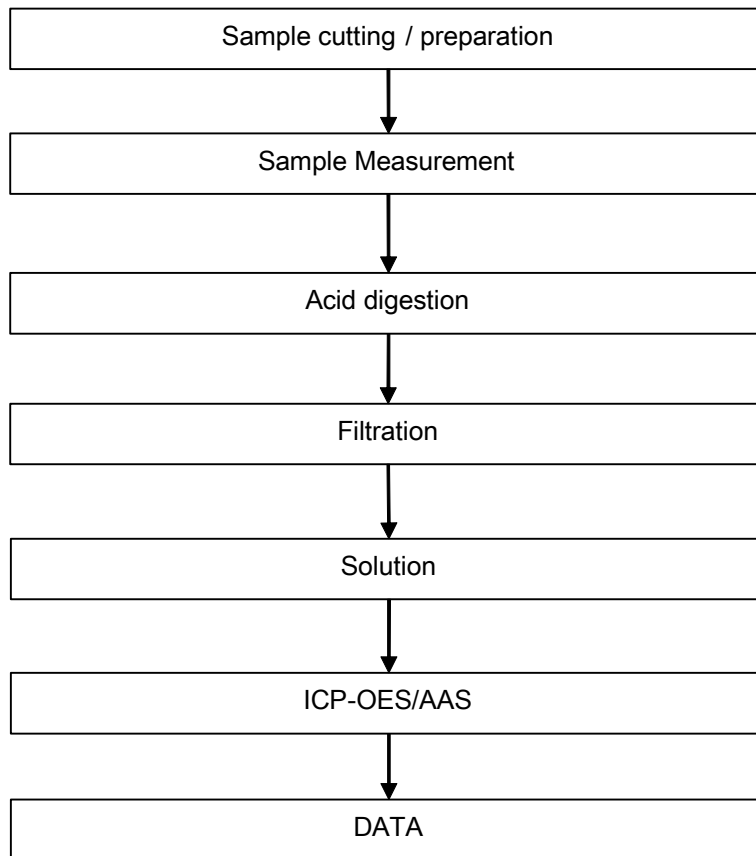 Sample cutting / preparation
Sample Measurement
Acid digestion
Filtration
Solution
ICP-OES/AAS
DATA